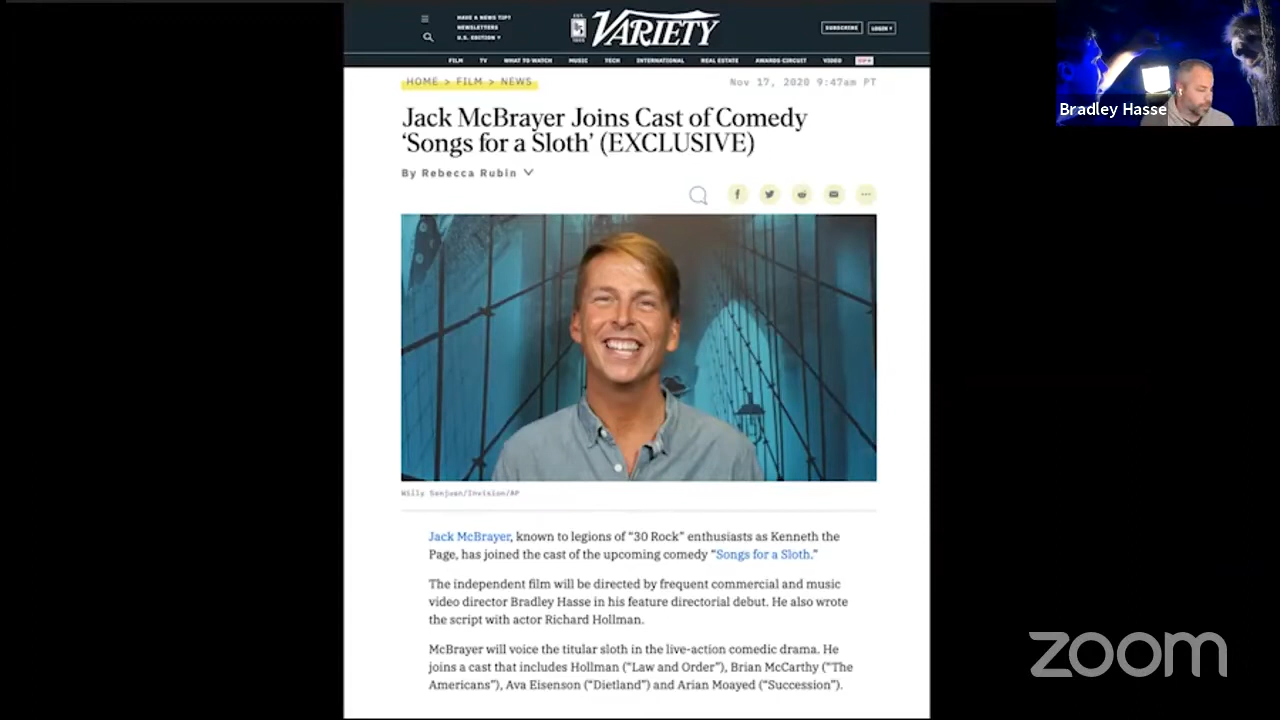 HAVE A NEWS TIP?
NEWSLETTERS
U.S. EDITION
VARIETY
SUBSCRIBE
LOGIN
FILM TV WHAT TO WATCH MUSIC TECH INTERNATIONAL REAL ESTATE AWARDS CIRCUIT VIDEO
HOME > FILM > NEWS
Nov 17, 2020 9:47am PT
Jack McBrayer Joins Cast of Comedy
‘Songs for a Sloth’ (EXCLUSIVE)
By Rebecca Rubin
Willy Sanjuan/Invision/AP
Jack McBrayer, known to legions of “30 Rock” enthusiasts as Kenneth the
Page, has joined the cast of the upcoming comedy “Songs for a Sloth.”
The independent film will be directed by frequent commercial and music
video director Bradley Hasse in his feature directorial debut. He also wrote
the script with actor Richard Hollman.
McBrayer will voice the titular sloth in the live-action comedic drama. He
joins a cast that includes Hollman (“Law and Order”), Brian McCarthy (“The
Americans”), Ava Eisenson (“Dietland”) and Arian Moayed (“Succession”).
Bradley Hasse
zoom